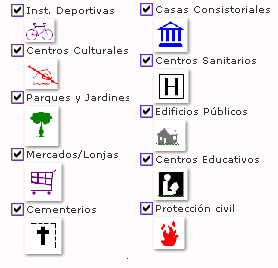 Inst. Deportivas
Centros Culturales
Parques y Jardines
Mercados/Lonjas
Cementerios
Casas Consistoriales
Centros Sanitarios
H
Edificios Públicos
Centros Educativos
Protección civil